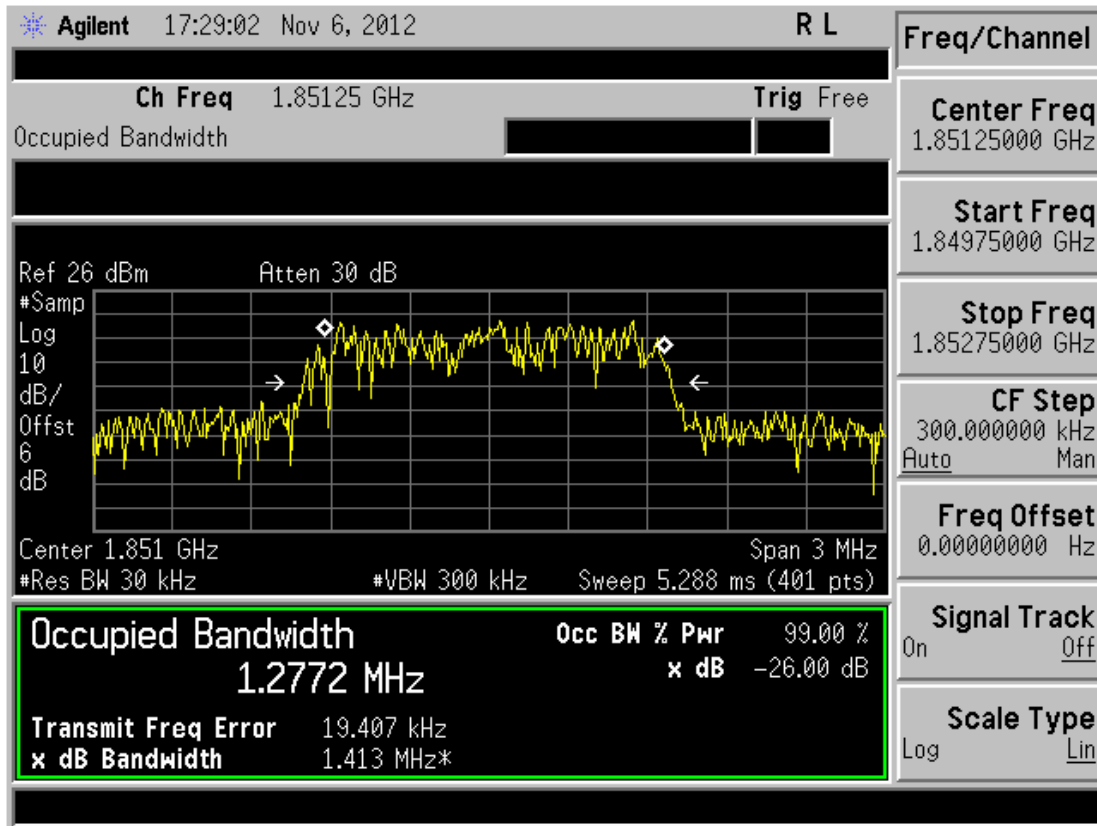 Agilent 17:29:02 Nov 6, 2012 R L
Ch Freq 1.85125 GHz Trig Free
Occupied Bandwidth
Ref 26 dBm Atten 30 dB
#Samp
Log
10
dB/
Offst
6
dB
Center 1.851 GHz Span 3 MHz
#Res BW 30 kHz #VBW 300 kHz Sweep 5.288 ms (401 pts)
Occupied Bandwidth Occ BW % Pwr 99.00 %
1.2772 MHz x dB -26.00 dB
Transmit Freq Error 19.407 kHz
x dB Bandwidth 1.413 MHz*
Freq/Channel
Center Freq
1.85125000 GHz
Start Freq
1.84975000 GHz
Stop Freq
1.85275000 GHz
CF Step
300.000000 kHz
Auto Man
Freq Offset
0.00000000 Hz
Signal Track
On Off
Scale Type
Log Lin